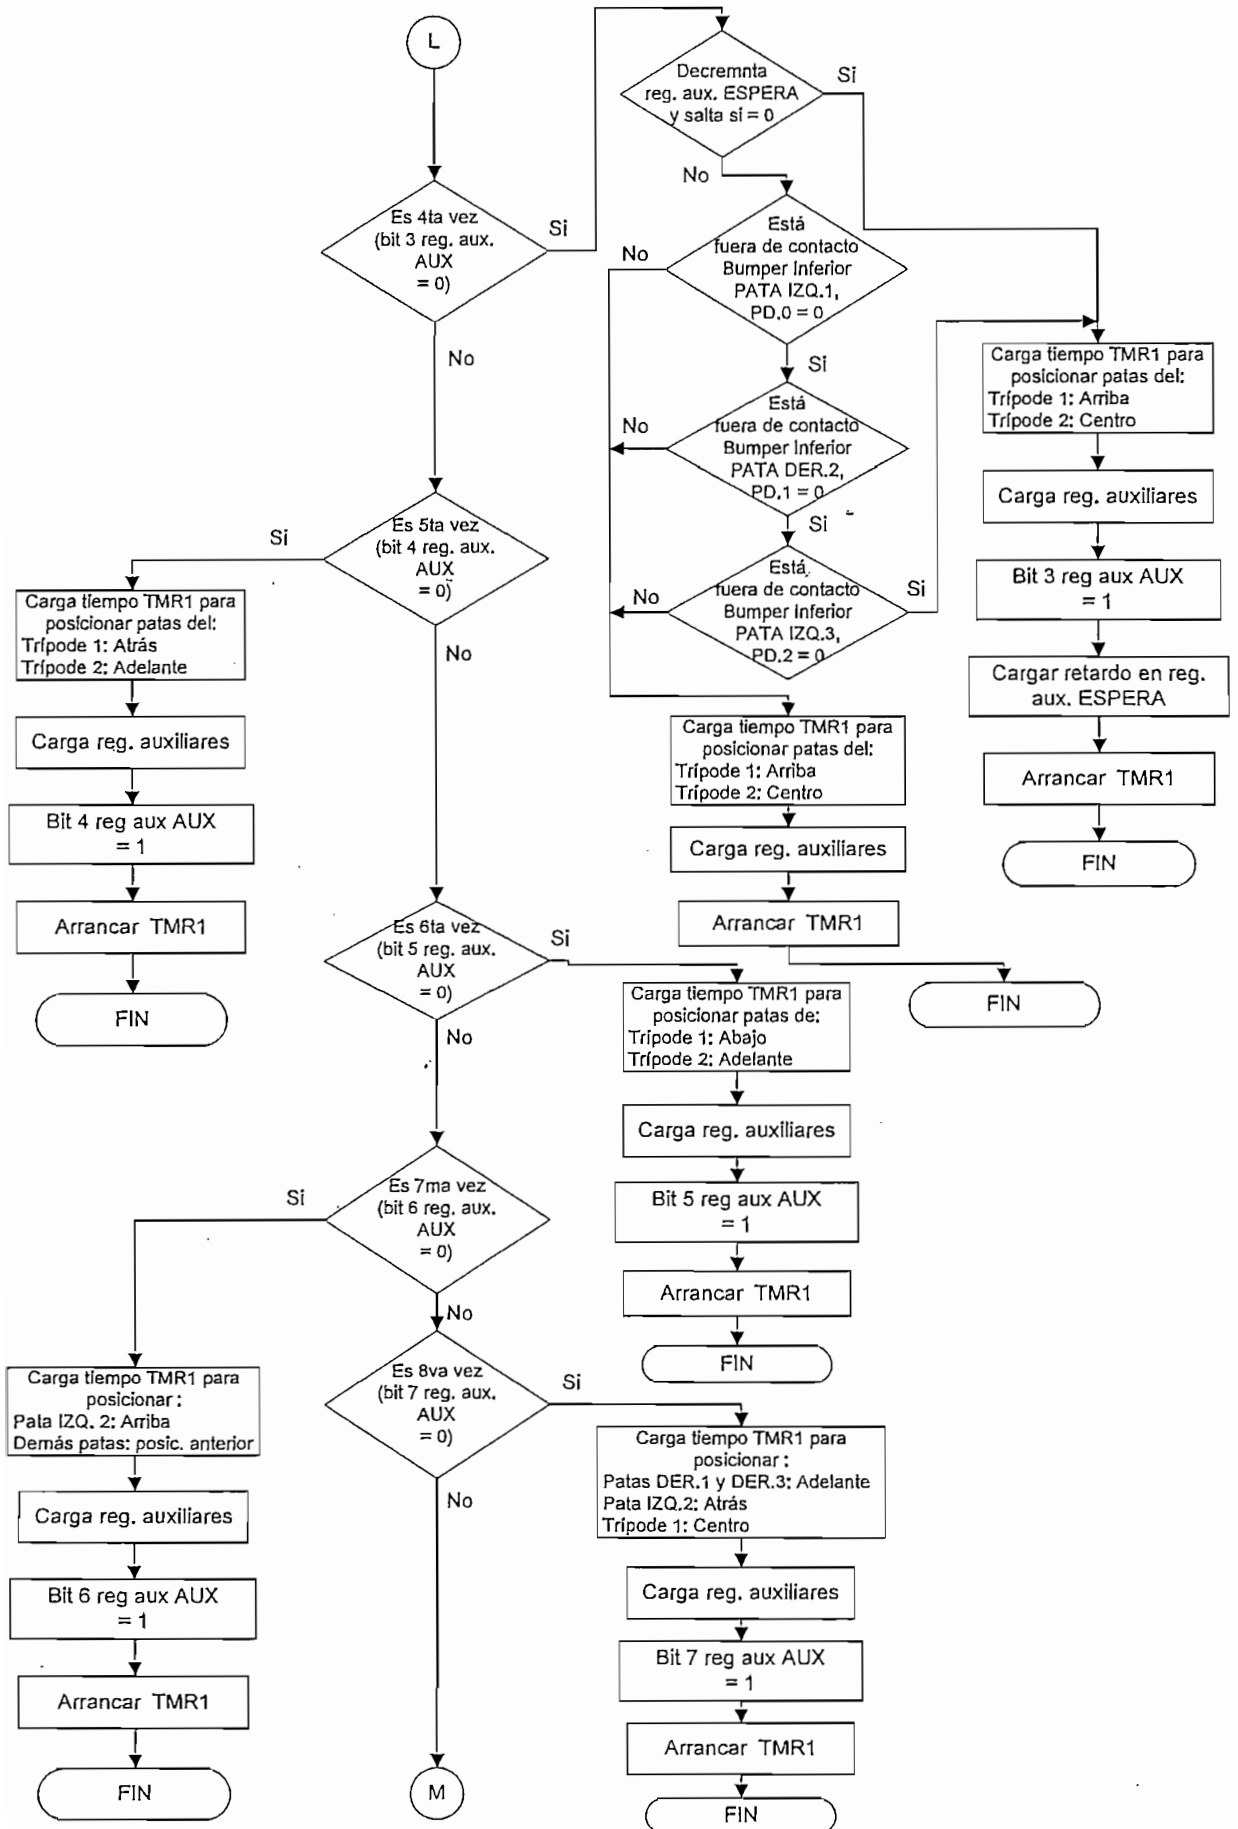 L
Decremnta
reg. aux. ESPERA
y salta si = 0
Si
No
Es 4ta vez
(bit 3 reg. aux.
AUX
= 0)
Si
No
Está
fuera de contacto
Bumper Inferior
PATA IZQ.1,
PD.0 = 0
No
Si
Está
fuera de contacto
Bumper Inferior
PATA DER.2,
PD.1 = 0
No
Si
Está
fuera de contacto
Bumper Inferior
PATA IZQ.3,
PD.2 = 0
No
Si
Carga tiempo TMR1 para
posicionar patas del:
Trípode 1: Arriba
Trípode 2: Centro
Carga reg. auxiliares
Bit 3 reg aux AUX
= 1
Cargar retardo en reg.
aux. ESPERA
Arrancar TMR1
FIN
Carga tiempo TMR1 para
posicionar patas del:
Trípode 1: Arriba
Trípode 2: Centro
Carga reg. auxiliares
Arrancar TMR1
FIN
Es 5ta vez
(bit 4 reg. aux.
AUX
= 0)
Si
No
Carga tiempo TMR1 para
posicionar patas del:
Trípode 1: Atrás
Trípode 2: Adelante
Carga reg. auxiliares
Bit 4 reg aux AUX
= 1
Arrancar TMR1
FIN
Es 6ta vez
(bit 5 reg. aux.
AUX
= 0)
Si
No
Carga tiempo TMR1 para
posicionar patas de:
Trípode 1: Abajo
Trípode 2: Adelante
Carga reg. auxiliares
Bit 5 reg aux AUX
= 1
Arrancar TMR1
FIN
Es 7ma vez
(bit 6 reg. aux.
AUX
= 0)
Si
No
Carga tiempo TMR1 para
posicionar :
Pata IZQ. 2: Arriba
Demás patas: posic. anterior
Carga reg. auxiliares
Bit 6 reg aux AUX
= 1
Arrancar TMR1
FIN
Es 8va vez
(bit 7 reg. aux.
AUX
= 0)
Si
No
Carga tiempo TMR1 para
posicionar :
Patas DER.1 y DER.3: Adelante
Pata IZQ.2: Atrás
Trípode 1: Centro
Carga reg. auxiliares
Bit 7 reg aux AUX
= 1
Arrancar TMR1
FIN
M